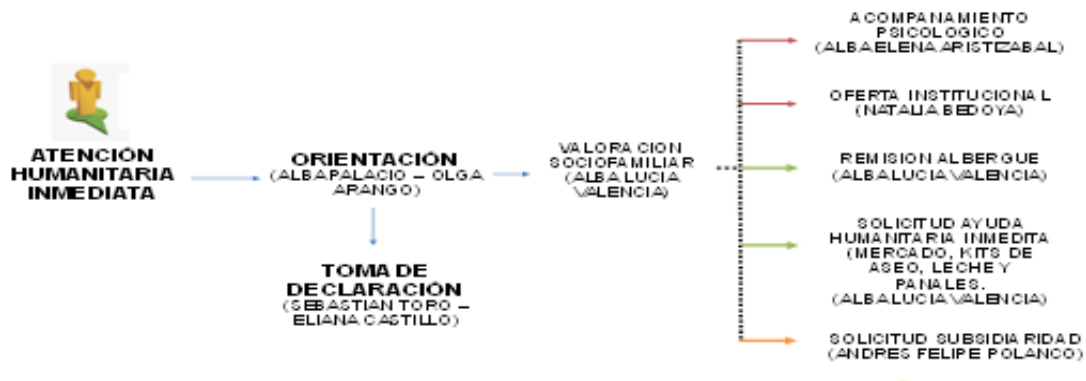 ATENCIÓN
HUMANITARIA
INMEDIATA
ORIENTACIÓN
(ALBA PALACIO – OLGA
ARANGO)
TOMA DE
DECLARACIÓN
(SEBASTIAN TORO –
ELIANA CASTILLO)
VALORACION
SOCIOFAMILIAR
(ALBA LUCIA
VALENCIA)
ACOMPANAMIENTO
PSICOLOGICO
(ALBA ELENA ARISTIZABAL)
OFERTA INSTITUCIONAL
(NATALIA BEDOYA)
REMISION ALBERGUE
(ALBA LUCIA VALENCIA)
SOLICITUD AYUDA
HUMANITARIA INMEDITA
(MERCADO, KITS DE
ASEO, LECHE Y
PANALES.
(ALBA LUCIA VALENCIA)
SOLICITUD SUBSIDIARIDAD
(ANDRES FELIPE POLANCO)